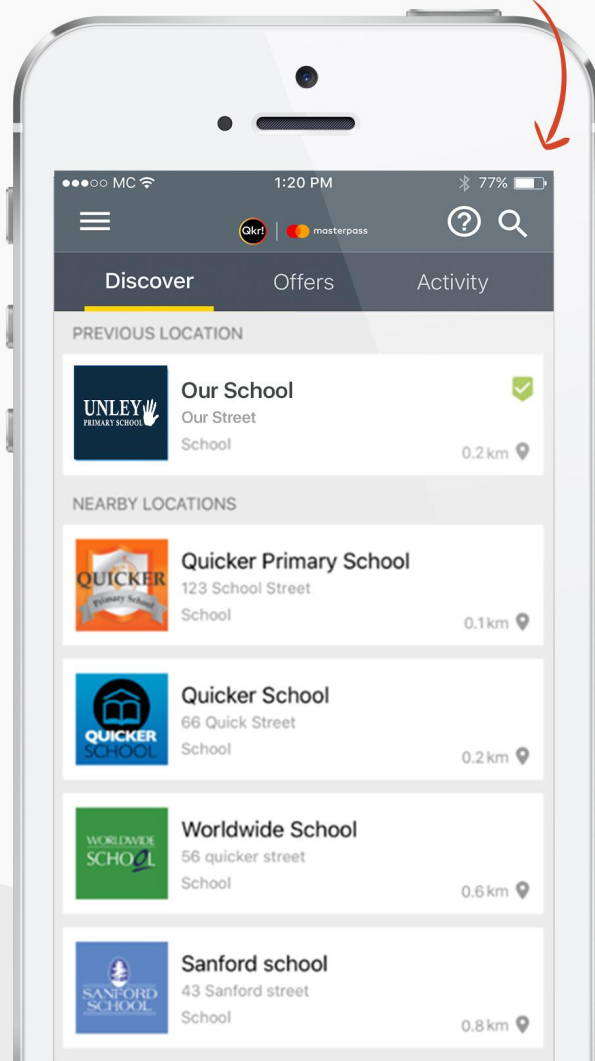 MC
1:20 PM
77%
Qkr!
masterpass
Discover
Offers
Activity
PREVIOUS LOCATION
UNLEY
PRIMARY SCHOOL
Our School
Our Street
School
0.2 km
NEARBY LOCATIONS
QUICKER
Primary School
Quicker Primary School
123 School Street
School
0.1 km
QUICKER
SCHOOL
Quicker School
66 Quick Street
School
0.2 km
WORLDWIDE
SCHOOL
Worldwide School
56 quicker street
School
0.6 km
SANFORD
SCHOOL
Sanford school
43 Sanford street
School
0.8 km